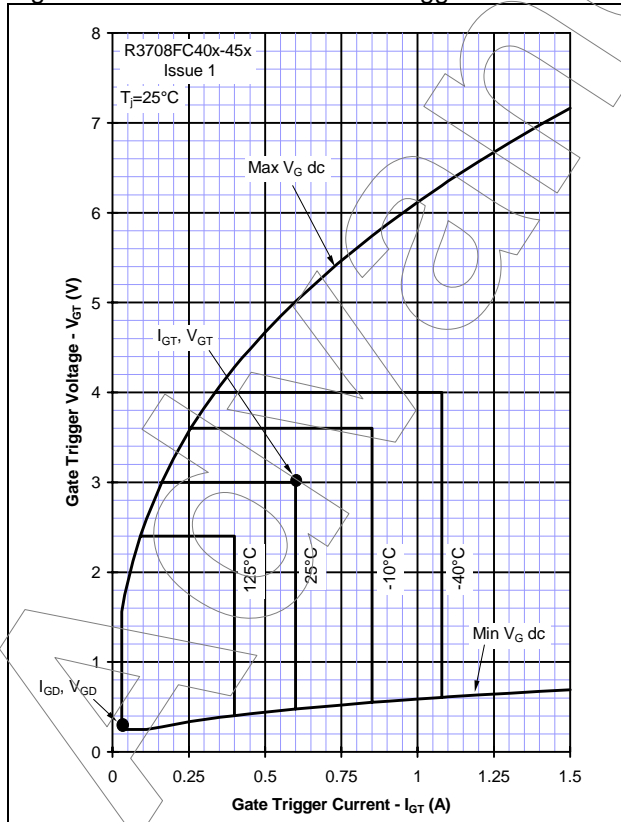 R3708FC40x-45x
Issue 1
Tj=25°C
Max VG dc
IGT, VGT
125°C
25°C
-10°C
-40°C
Min VG dc
IGD, VGD
Gate Trigger Voltage - VGT (V)
8
7
6
5
4
3
2
1
0
0 0.25 0.5 0.75 1 1.25 1.5
Gate Trigger Current - IGT (A)